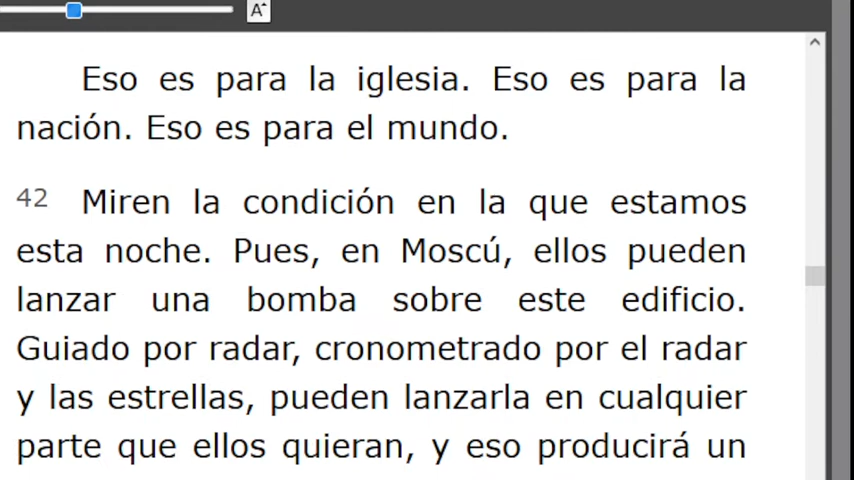 A
Eso es para la iglesia. Eso es para la
nación. Eso es para el mundo.
42 Miren la condición en la que estamos
esta noche. Pues, en Moscú, ellos pueden
lanzar una bomba sobre este edificio.
Guiado por radar, cronometrado por el radar
y las estrellas, pueden lanzarla en cualquier
parte que ellos quieran, y eso producirá un